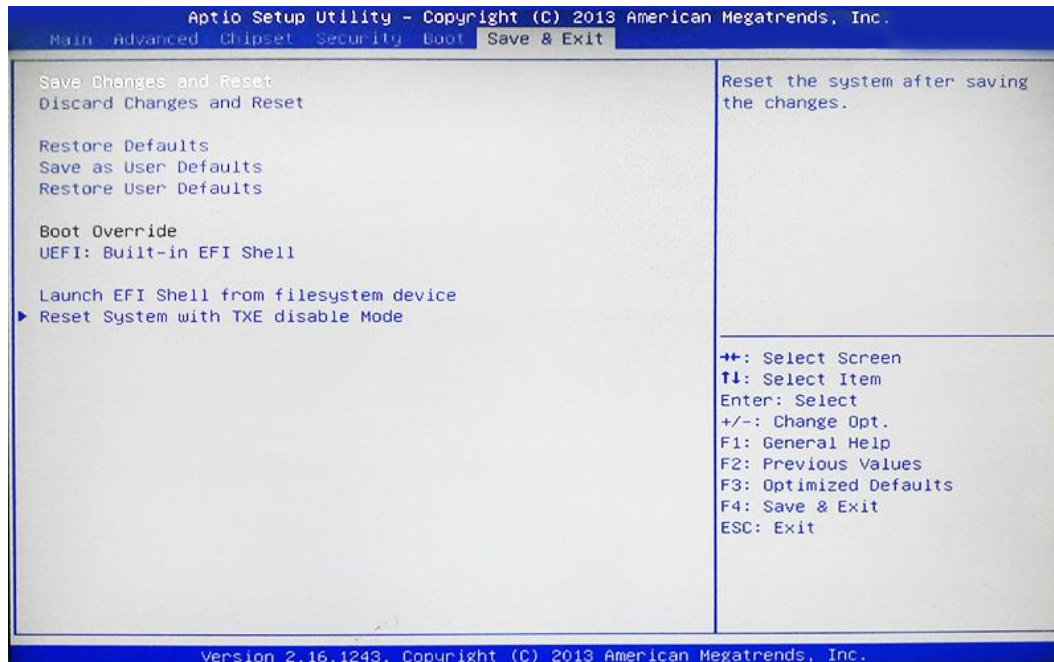 Aptio Setup Utility – Copyright (C) 2013 American Megatrends, Inc.
Main Advanced Chipset Security Boot Save & Exit
Save Changes and Reset
Discard Changes and Reset
Restore Defaults
Save as User Defaults
Restore User Defaults
Boot Override
UEFI: Built-in EFI Shell
Launch EFI Shell from filesystem device
▶ Reset System with TXE disable Mode
Reset the system after saving
the changes.
→←: Select Screen
↑↓: Select Item
Enter: Select
+/-: Change Opt.
F1: General Help
F2: Previous Values
F3: Optimized Defaults
F4: Save & Exit
ESC: Exit
Version 2.16.1243. Copyright (C) 2013 American Megatrends, Inc.